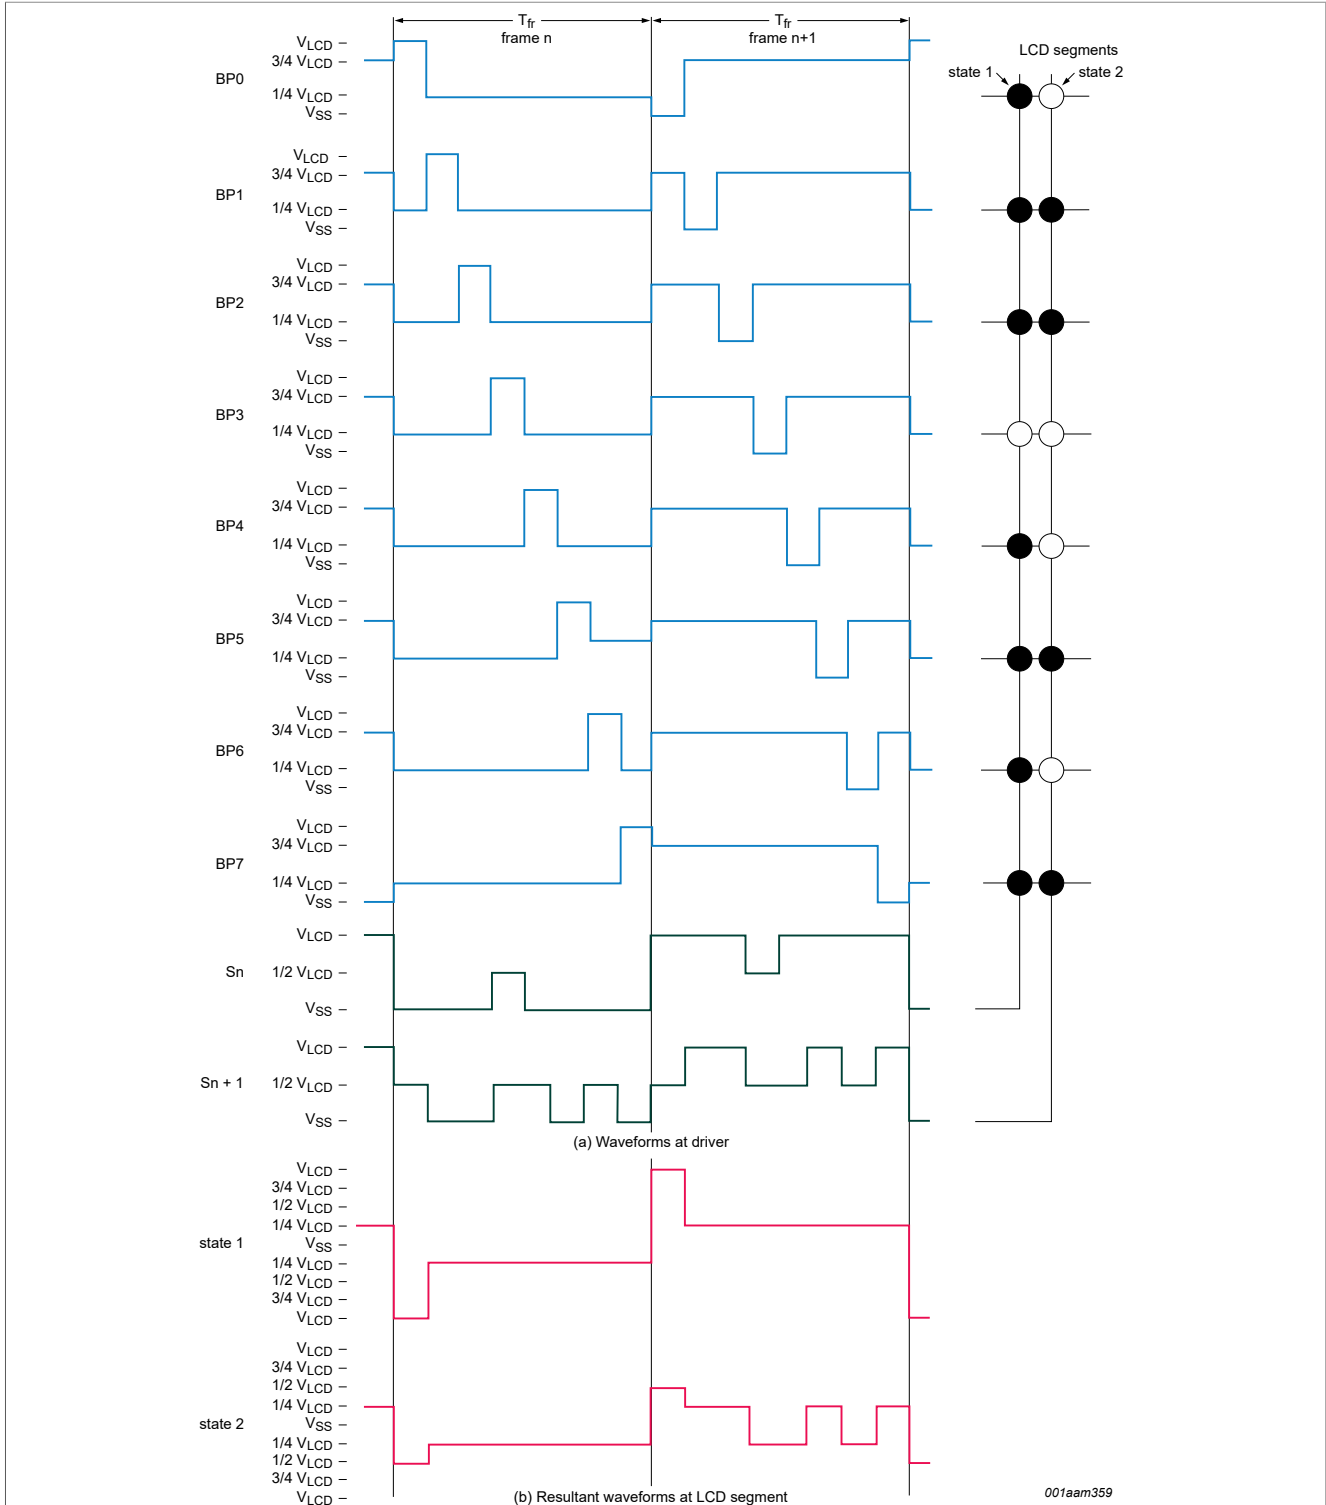 Tfr Tfr
frame n frame n+1
VLCD
3/4 VLCD
BP0
1/4 VLCD
VSS
LCD segments
state 1 state 2
VLCD
3/4 VLCD
BP1
1/4 VLCD
VSS
VLCD
3/4 VLCD
BP2
1/4 VLCD
VSS
VLCD
3/4 VLCD
BP3
1/4 VLCD
VSS
VLCD
3/4 VLCD
BP4
1/4 VLCD
VSS
VLCD
3/4 VLCD
BP5
1/4 VLCD
VSS
VLCD
3/4 VLCD
BP6
1/4 VLCD
VSS
VLCD
3/4 VLCD
BP7
1/4 VLCD
VSS
VLCD
Sn 1/2 VLCD
VSS
VLCD
Sn + 1 1/2 VLCD
VSS
(a) Waveforms at driver
VLCD
3/4 VLCD
1/2 VLCD
1/4 VLCD
state 1 VSS
1/4 VLCD
1/2 VLCD
3/4 VLCD
VLCD
VLCD
3/4 VLCD
1/2 VLCD
1/4 VLCD
state 2 VSS
1/4 VLCD
1/2 VLCD
3/4 VLCD
VLCD
(b) Resultant waveforms at LCD segment
001aam359